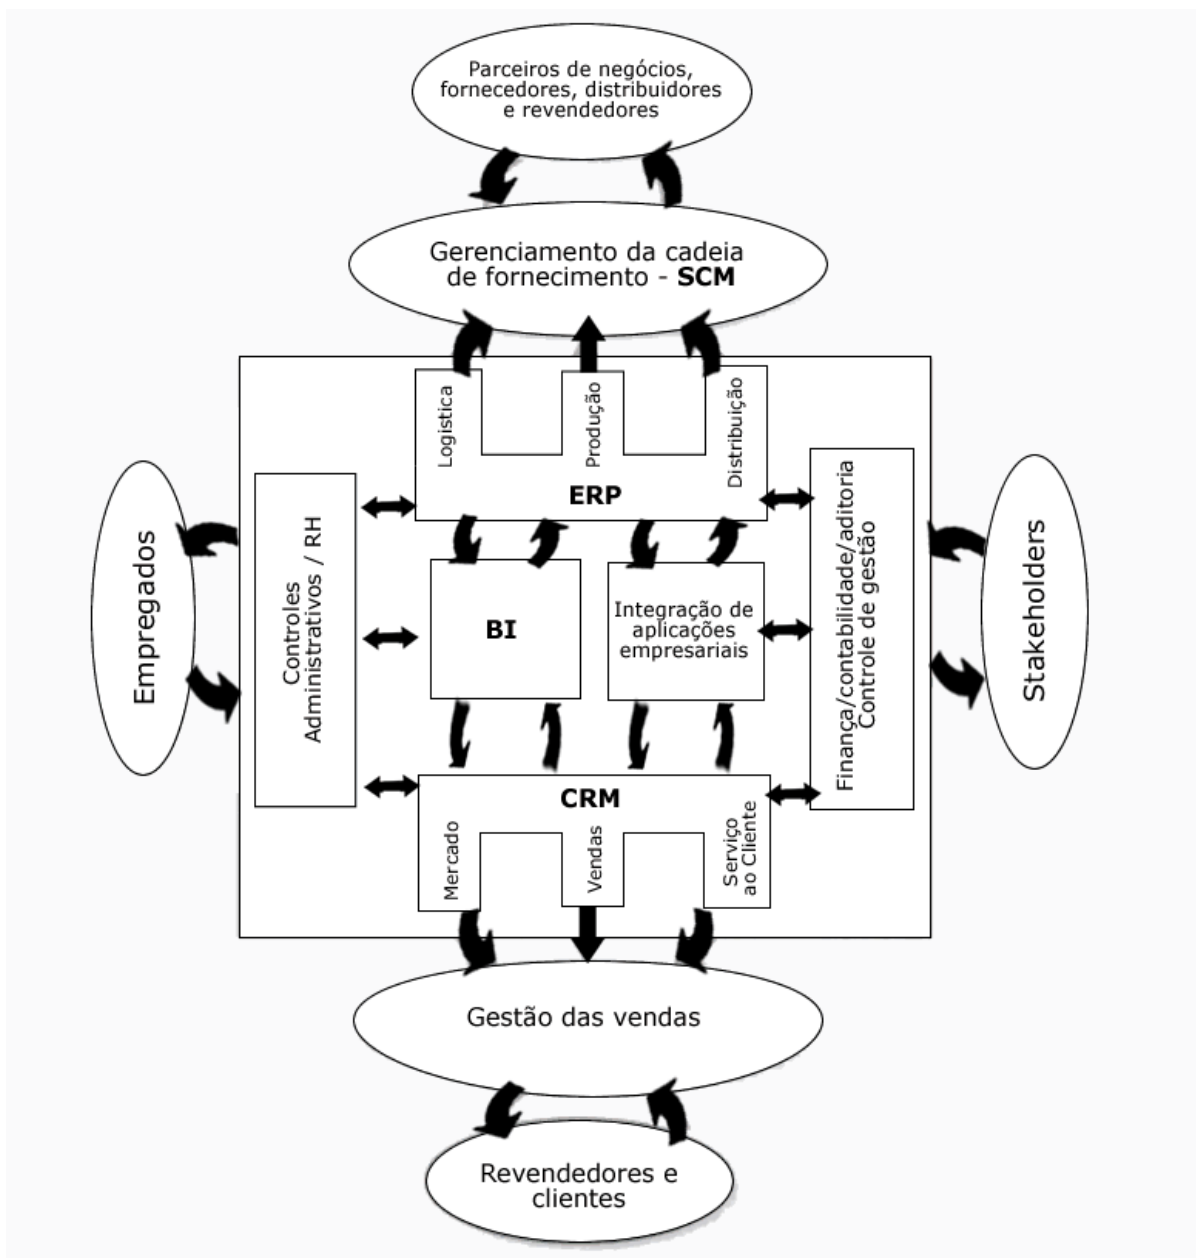 Parceiros de negócios,
fornecedores, distribuidores
e revendedores
Gerenciamento da cadeia
de fornecimento - SCM
Logística
Produção
Distribuição
ERP
Empregados
Controles
Administrativos / RH
BI
Integração de
aplicações
empresariais
Finança/contabilidade/aditoria
Controle de gestão
Stakeholders
CRM
Mercado
Vendas
Serviço
ao Cliente
Gestão das vendas
Revendedores e
clientes